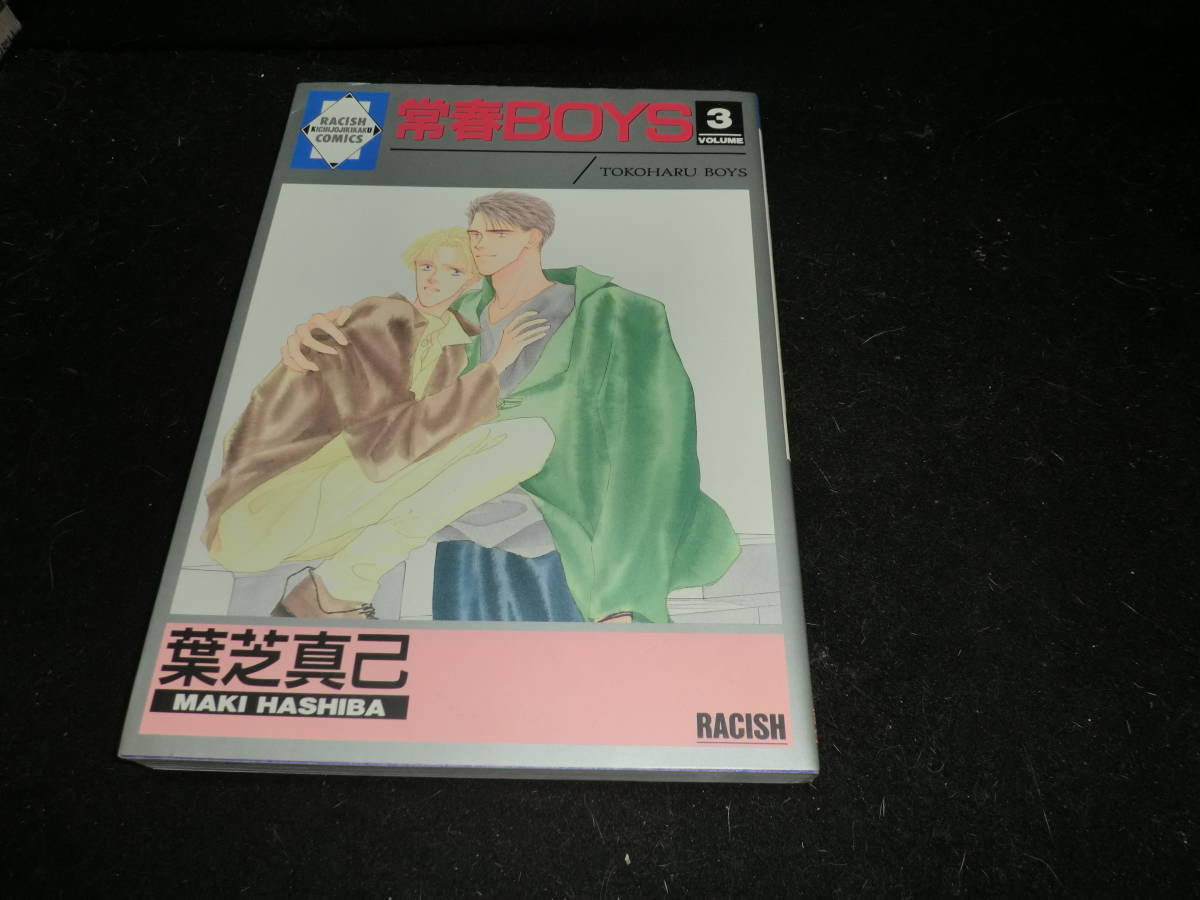 RACISH
KICHIJOJIKIKAKU
COMICS
常春BOYS
3
VOLUME
TOKOHARU BOYS
葉芝真己
MAKI HASHIBA
RACISH